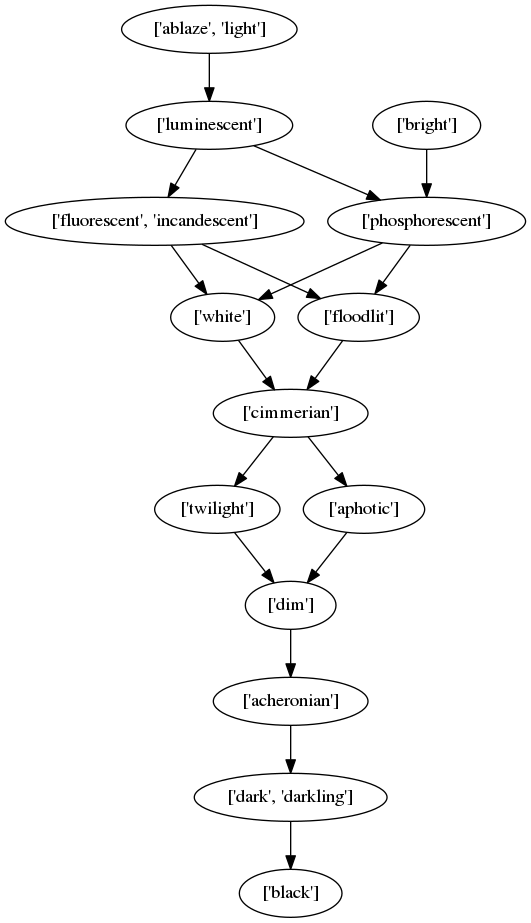 ['ablaze', 'light']
['luminescent']
['bright']
['fluorescent', 'incandescent']
['phosphorescent']
['white']
['floodlit']
['cimmerian']
['twilight']
['aphotic']
['dim']
['acheronian']
['dark', 'darkling']
['black']